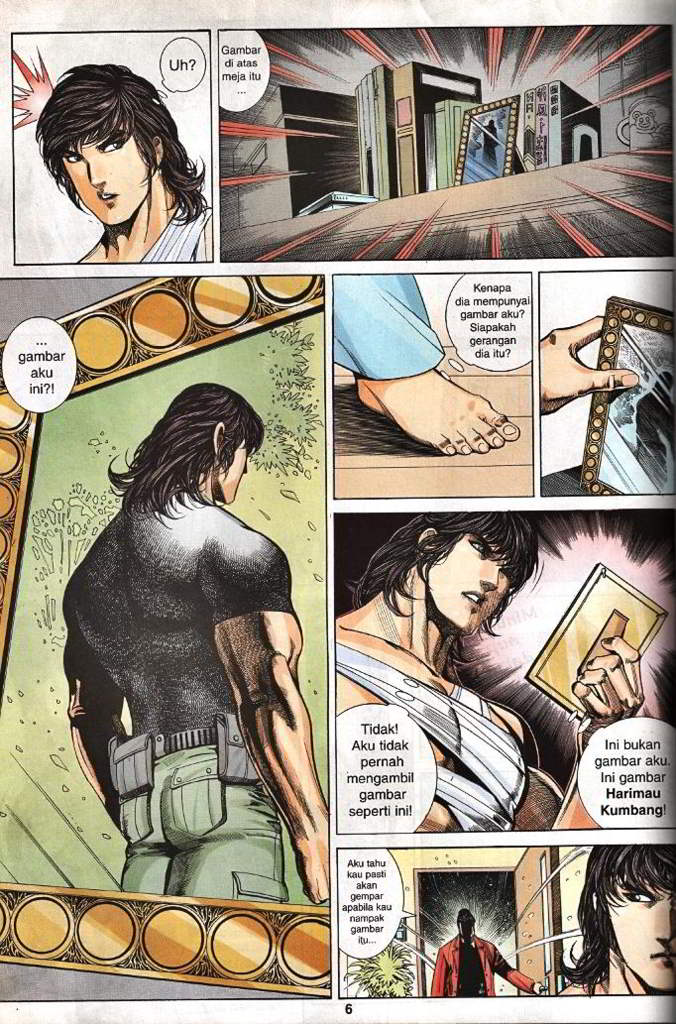 Uh?
Gambar
di atas
meja itu
...
...
gambar
aku
ini?!
Kenapa
dia mempunyai
gambar aku?
Siapakah
gerangan
dia itu?
Tidak!
Aku tidak
pernah
mengambil
gambar
seperti ini!
Ini bukan
gambar aku.
Ini gambar
Harimau
Kumbang!
Aku tahu
kau pasti
akan
gempar
apabila kau
nampak
gambar
itu...
6